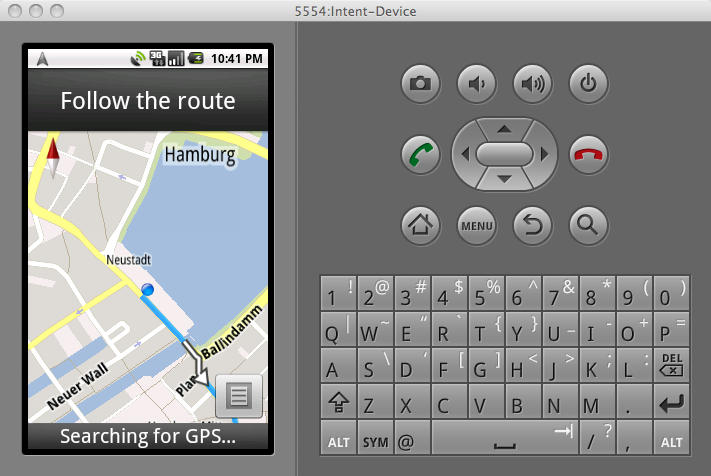 5554:Intent-Device
3G
10:41 PM
Follow the route
Hamburg
Neustadt
Ballindamm
Neuer Wall
Plan
Searching for GPS...
MENU
1 ! 2 @ 3 # 4 $ 5 % 6 ^ 7 & 8 * 9 ( 0 )
Q | W ~ E “ R ` T { Y } U _ I - O + P =
A S \ D ‘ F [ G ] H < J > K ; L : DEL
Z X C V B N M .
ALT SYM @ / ? , ALT